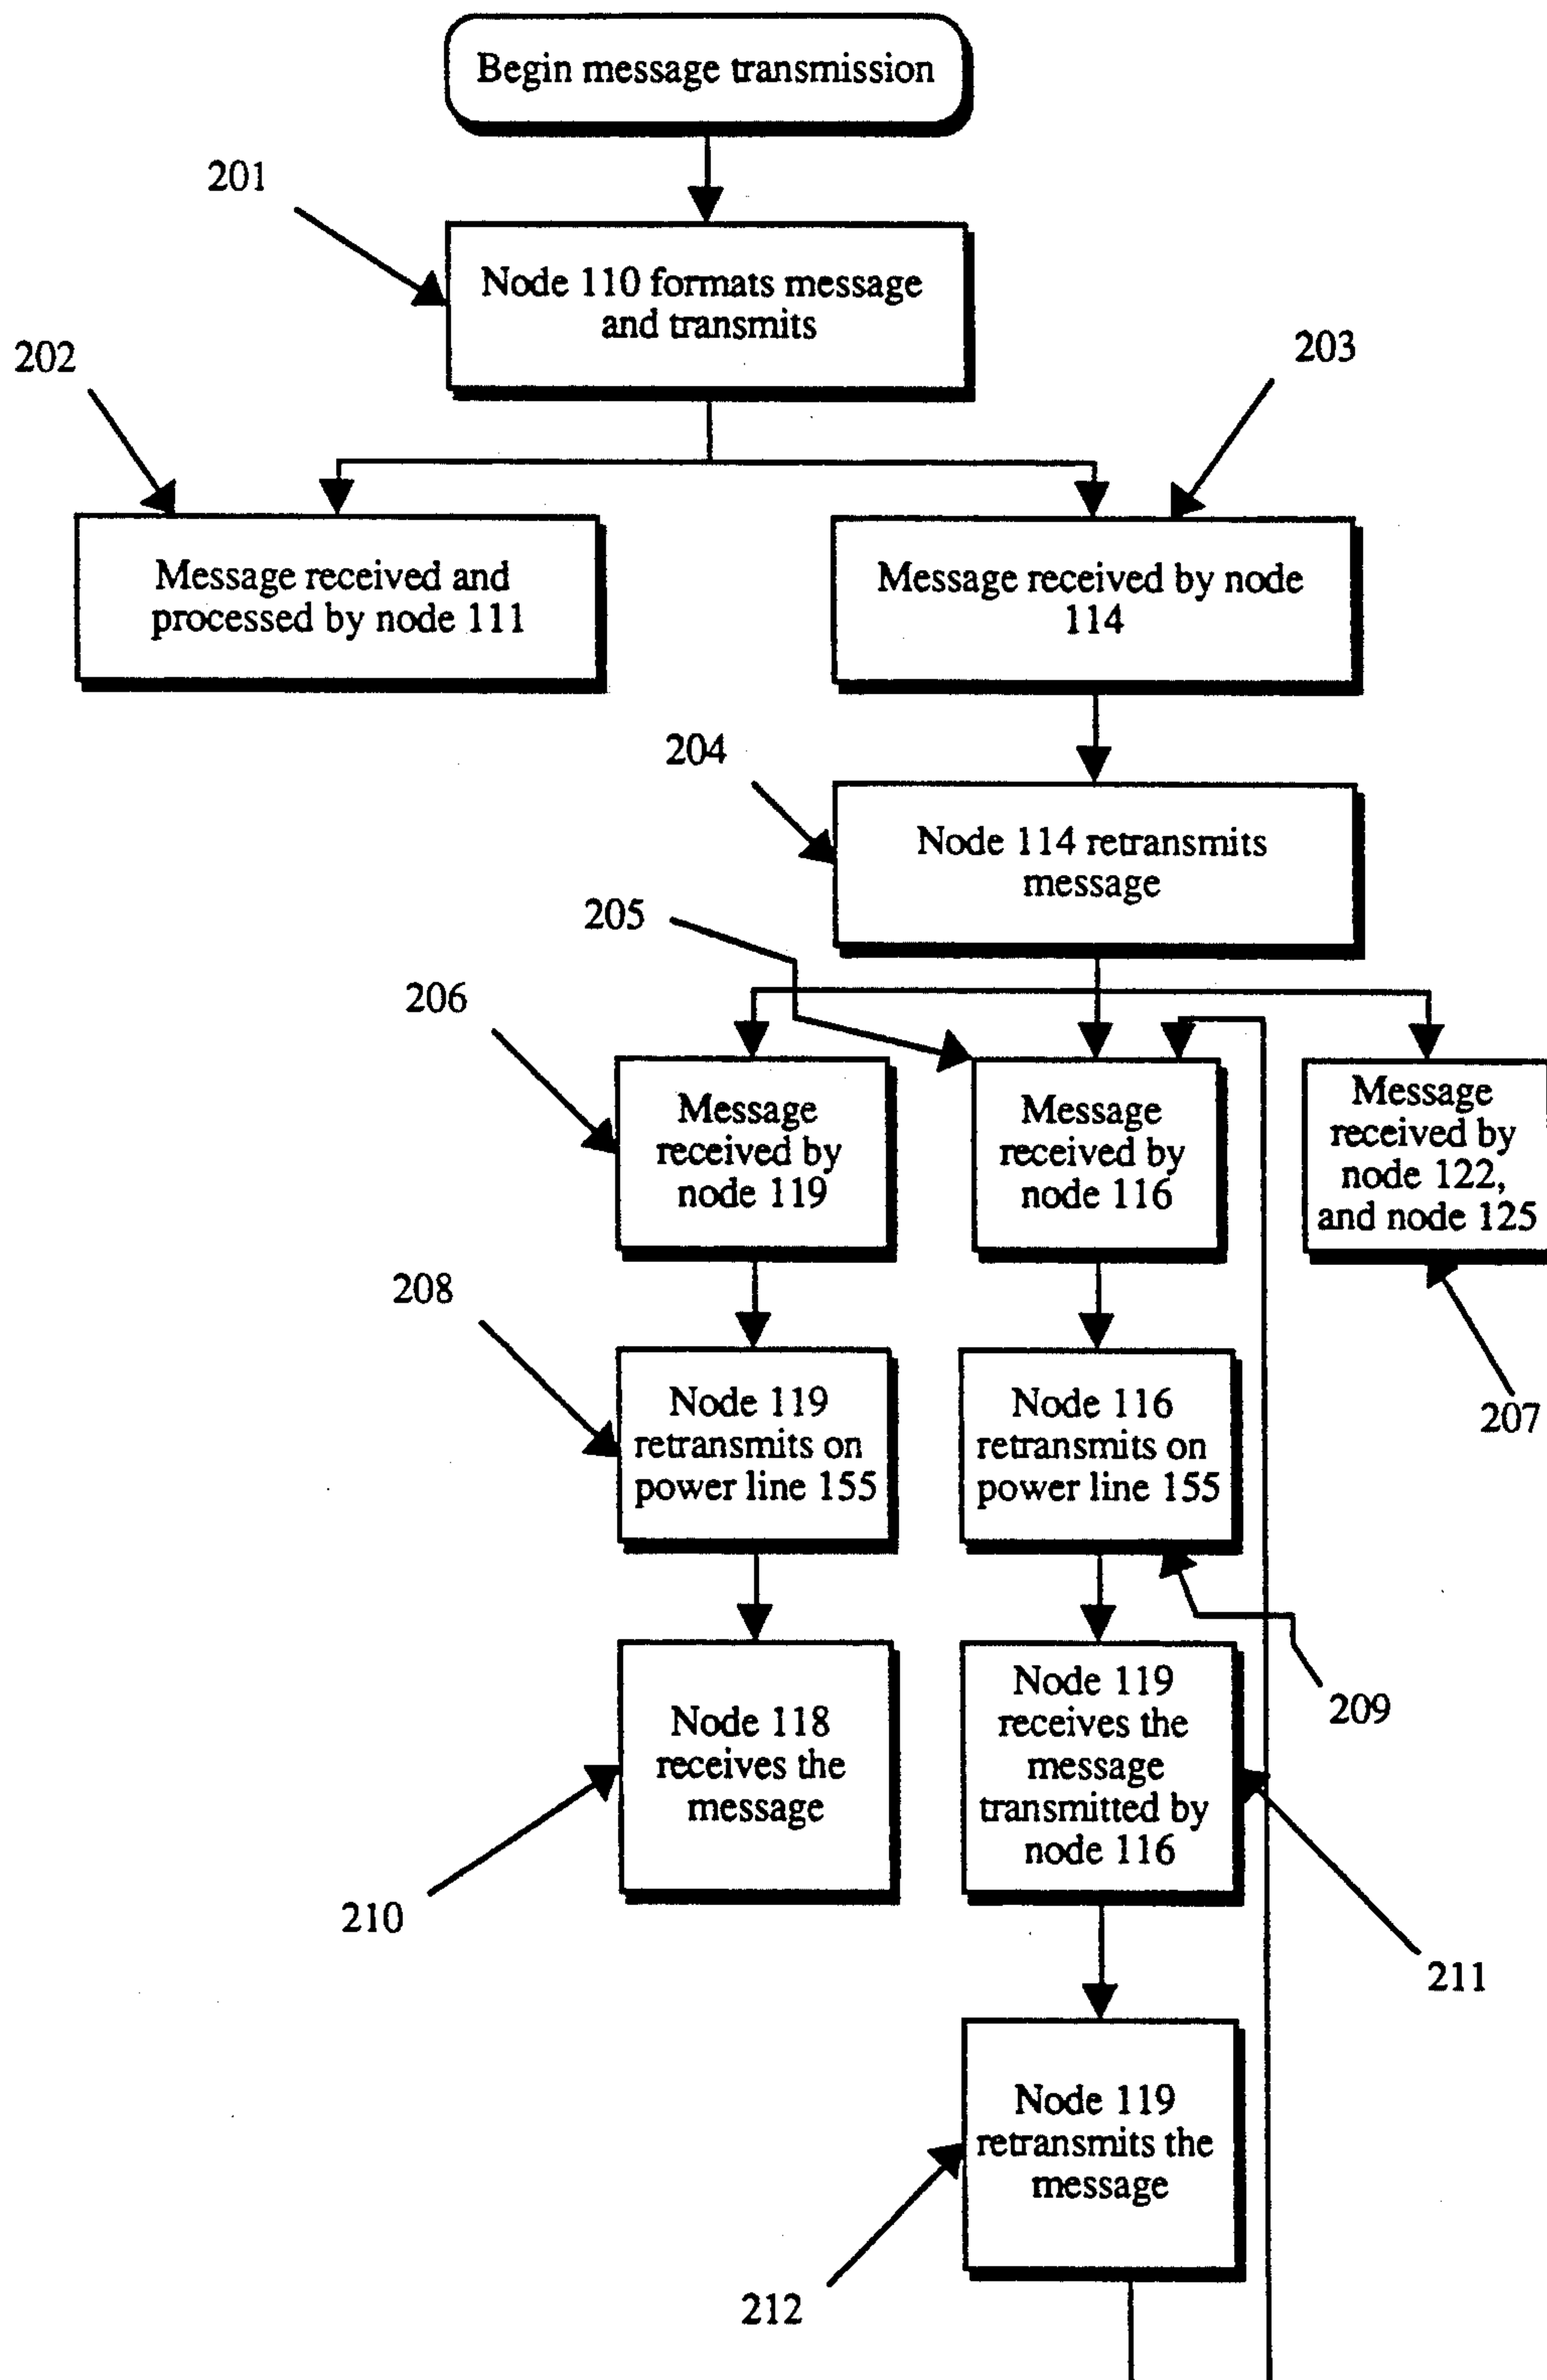 Begin message transmission
201
Node 110 formats message
and transmits
202
203
Message received and
processed by node 111
Message received by node
114
204
Node 114 retransmits
message
205
206
Message
received by
node 119
Message
received by
node 116
Message
received by
node 122,
and node 125
207
208
Node 119
retransmits on
power line 155
Node 116
retransmits on
power line 155
209
Node 118
receives the
message
210
Node 119
receives the
message
transmitted by
node 116
211
Node 119
retransmits the
message
212